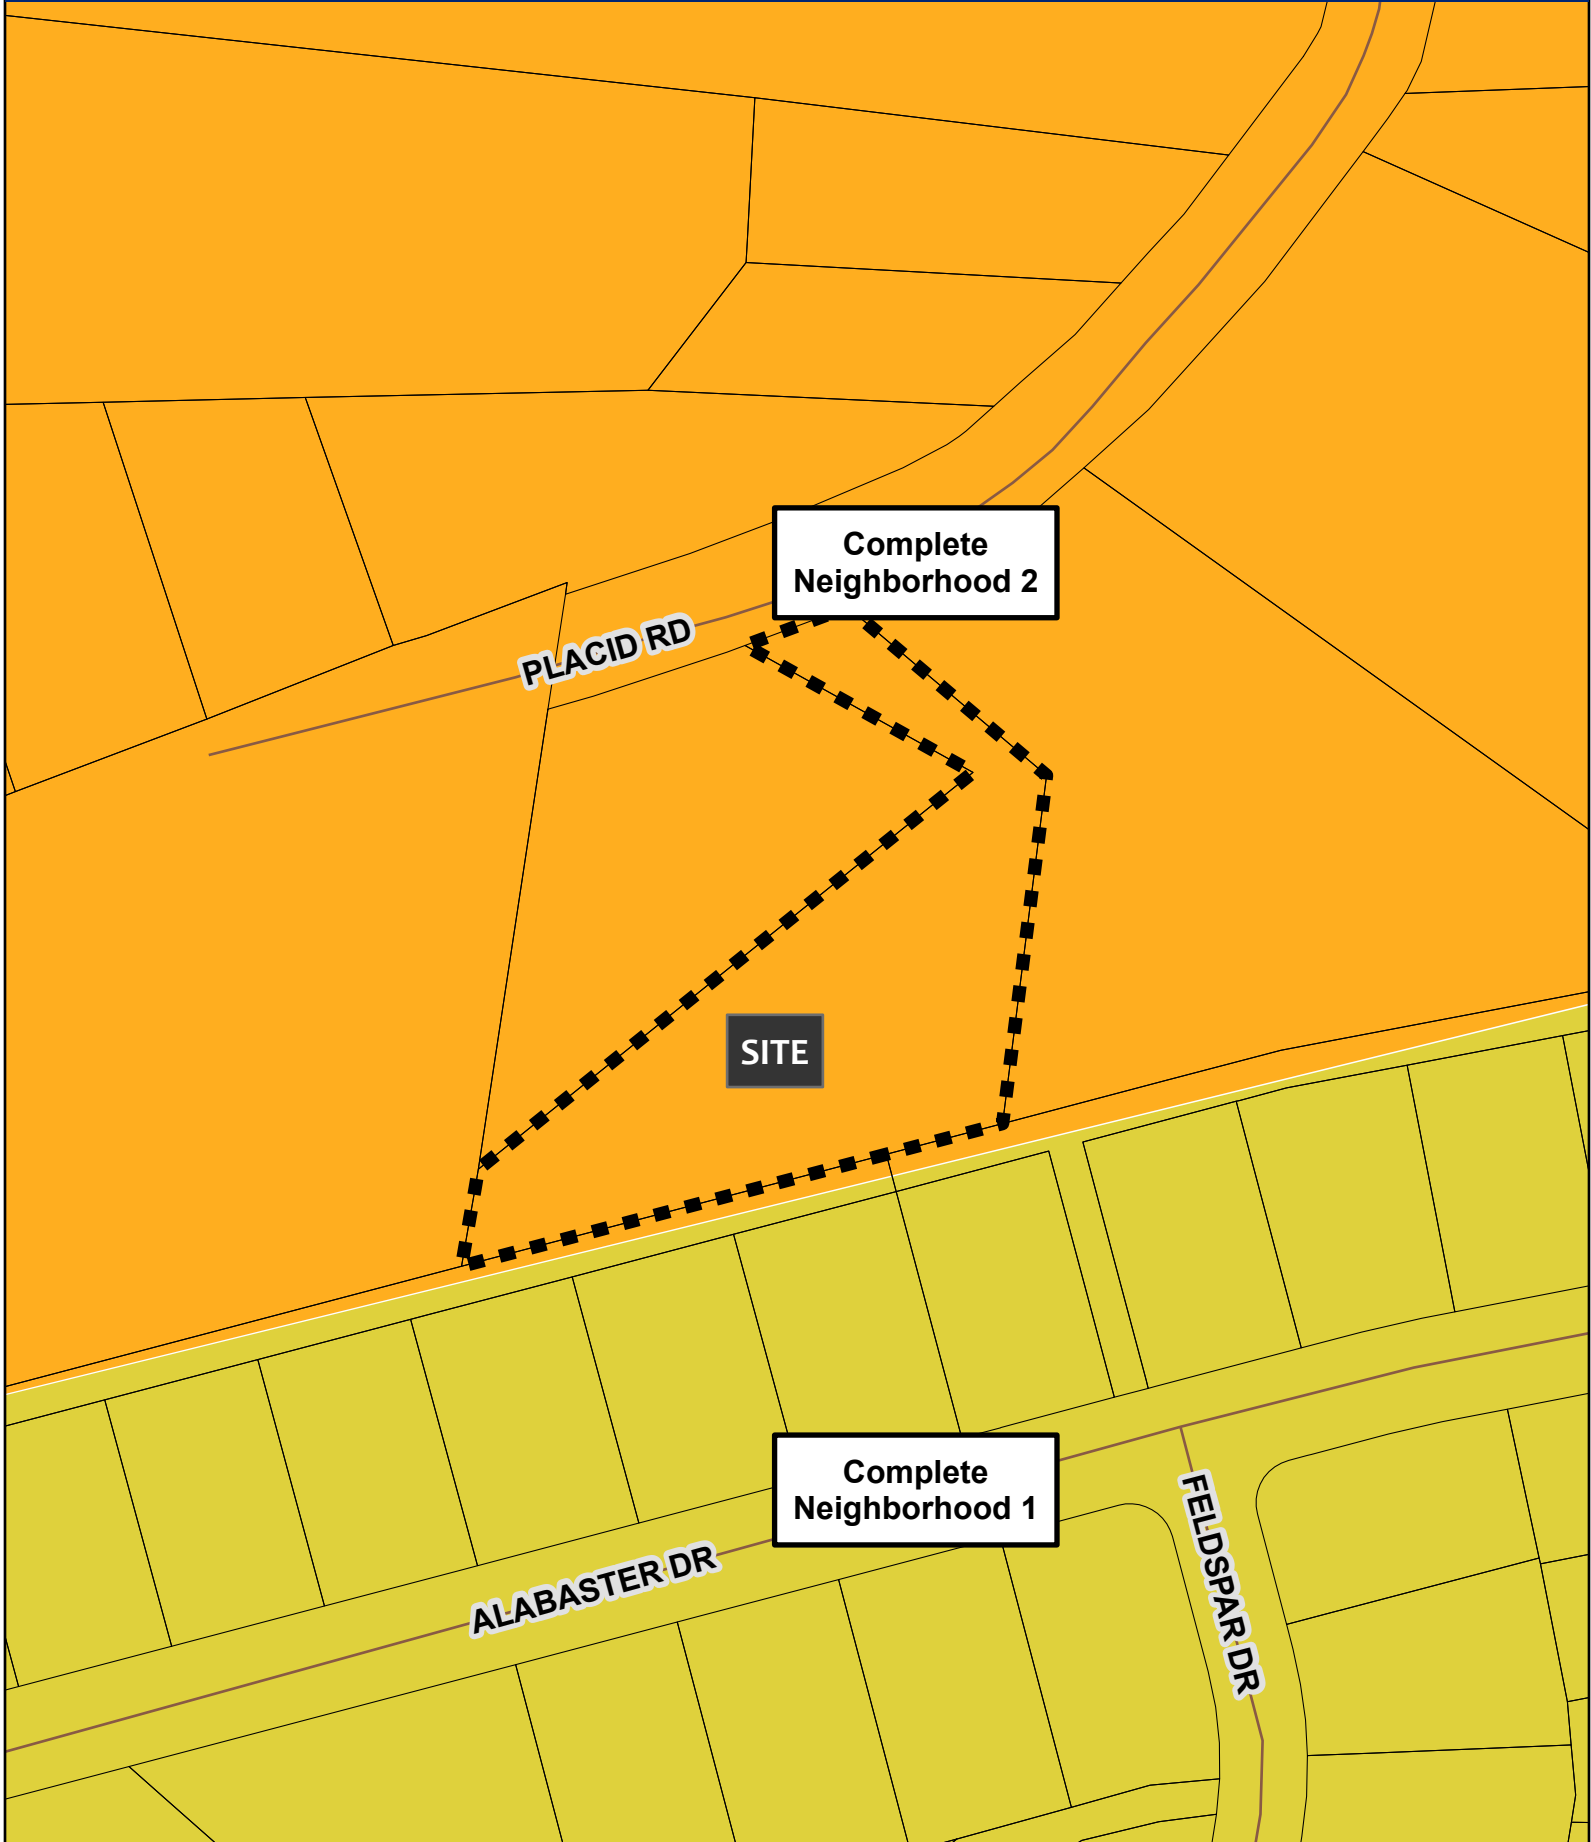 Complete
Neighborhood 2
PLACID RD
SITE
Complete
Neighborhood 1
ALABASTER DR
FELDSPAR DR